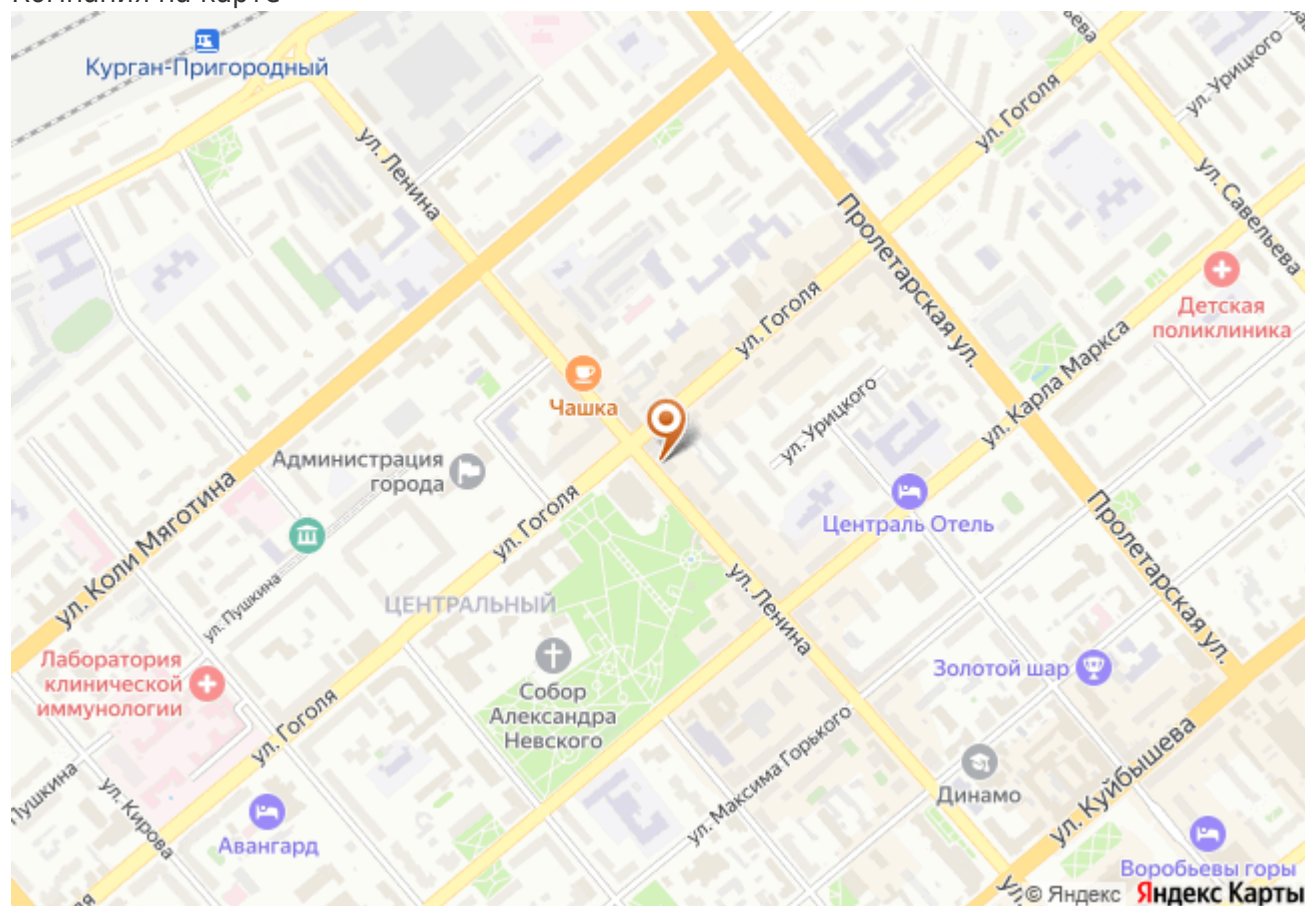 Компания на карте
Курган-Пригородный
ул. Урицкого
ул. Гоголя
ул. Ленина
ул. Савельева
Пролетарская ул.
Детская
поликлиника
ул. Гоголя
ул. Карла Маркса
Чашка
ул. Урицкого
Администрация
города
Централь Отель
ул. Гоголя
ул. Коли Мяготина
Пролетарская ул.
ул. Пушкина
ЦЕНТРАЛЬНЫЙ
ул. Ленина
Лаборатория
клинической
иммунологии
Собор
Александра
Невского
Золотой шар
ул. Гоголя
ул. Максима Горького
ул. Куйбышева
Динамо
ул. Кирова
Авангард
Воробьевы горы
© Яндекс Яндекс Карты